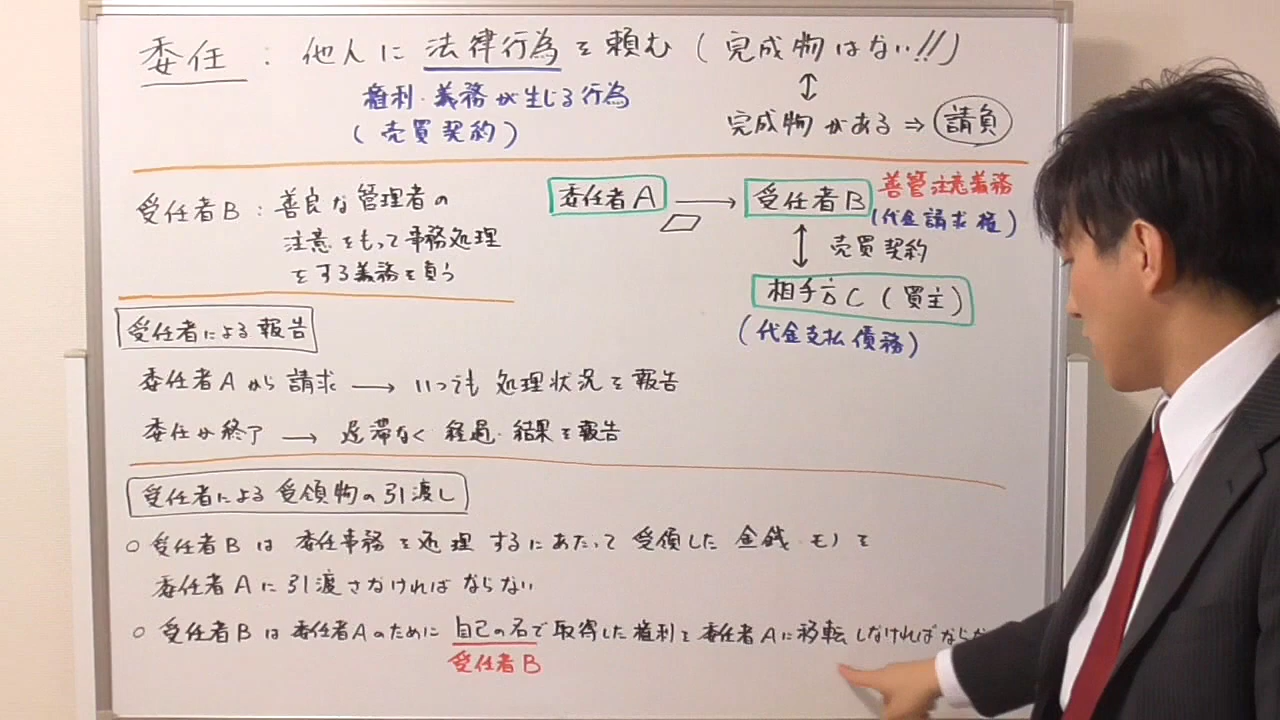 委任 : 他人に 法律行為 を頼む ( 完成物はない!! )
権利・義務が生じる行為
( 売買契約 )
↕
完成物がある ⇒ 請負
受任者B : 善良な管理者の
注意をもって事務処理
をする義務を負う
委任者A → 受任者B 善管注意義務
(代金請求権)
↕ 売買契約
相手方C (買主)
(代金支払債務)
受任者による報告
委任者Aから請求 → いつでも処理状況を報告
委任が終了 → 遅滞なく経過・結果を報告
受任者による受領物の引渡し
○ 受任者Bは委任事務を処理するにあたって受領した金銭・モノを
委任者Aに引渡さなければならない
○ 受任者Bは委任者Aのために自己の名で取得した権利を委任者Aに移転しなければならな
受任者B